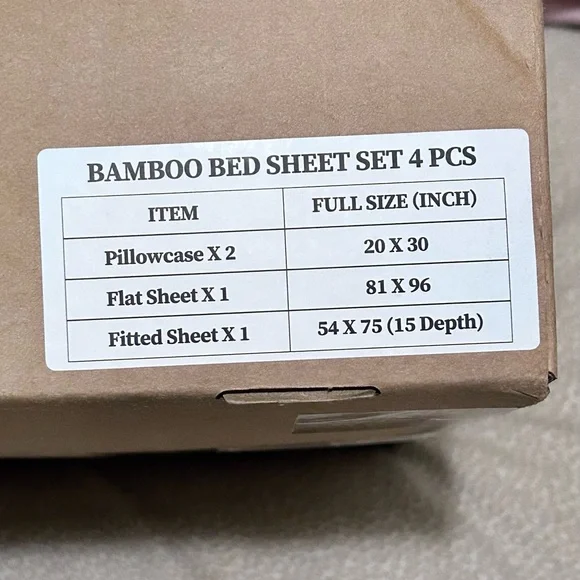 BAMBOO BED SHEET SET 4 PCS
ITEM FULL SIZE (INCH)
Pillowcase X 2 20 X 30
Flat Sheet X 1 81 X 96
Fitted Sheet X 1 54 X 75 (15 Depth)